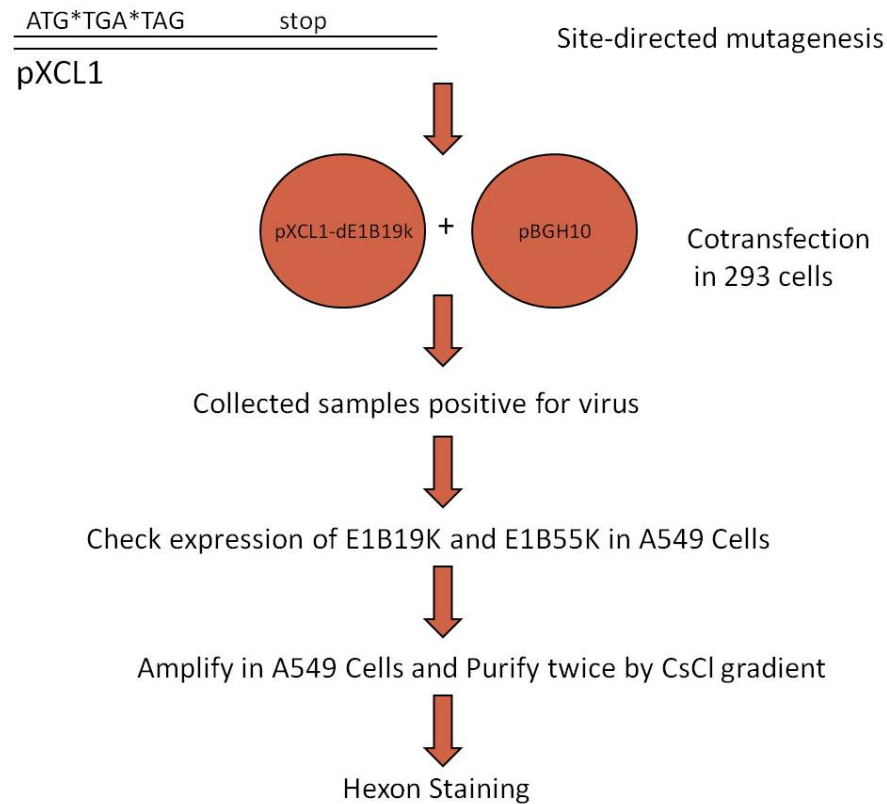 ATG*TGA*TAG stop
Site-directed mutagenesis
pXCL1
pXCL1-dE1B19k + pBGH10
Cotransfection
in 293 cells
Collected samples positive for virus
Check expression of E1B19K and E1B55K in A549 Cells
Amplify in A549 Cells and Purify twice by CsCl gradient
Hexon Staining